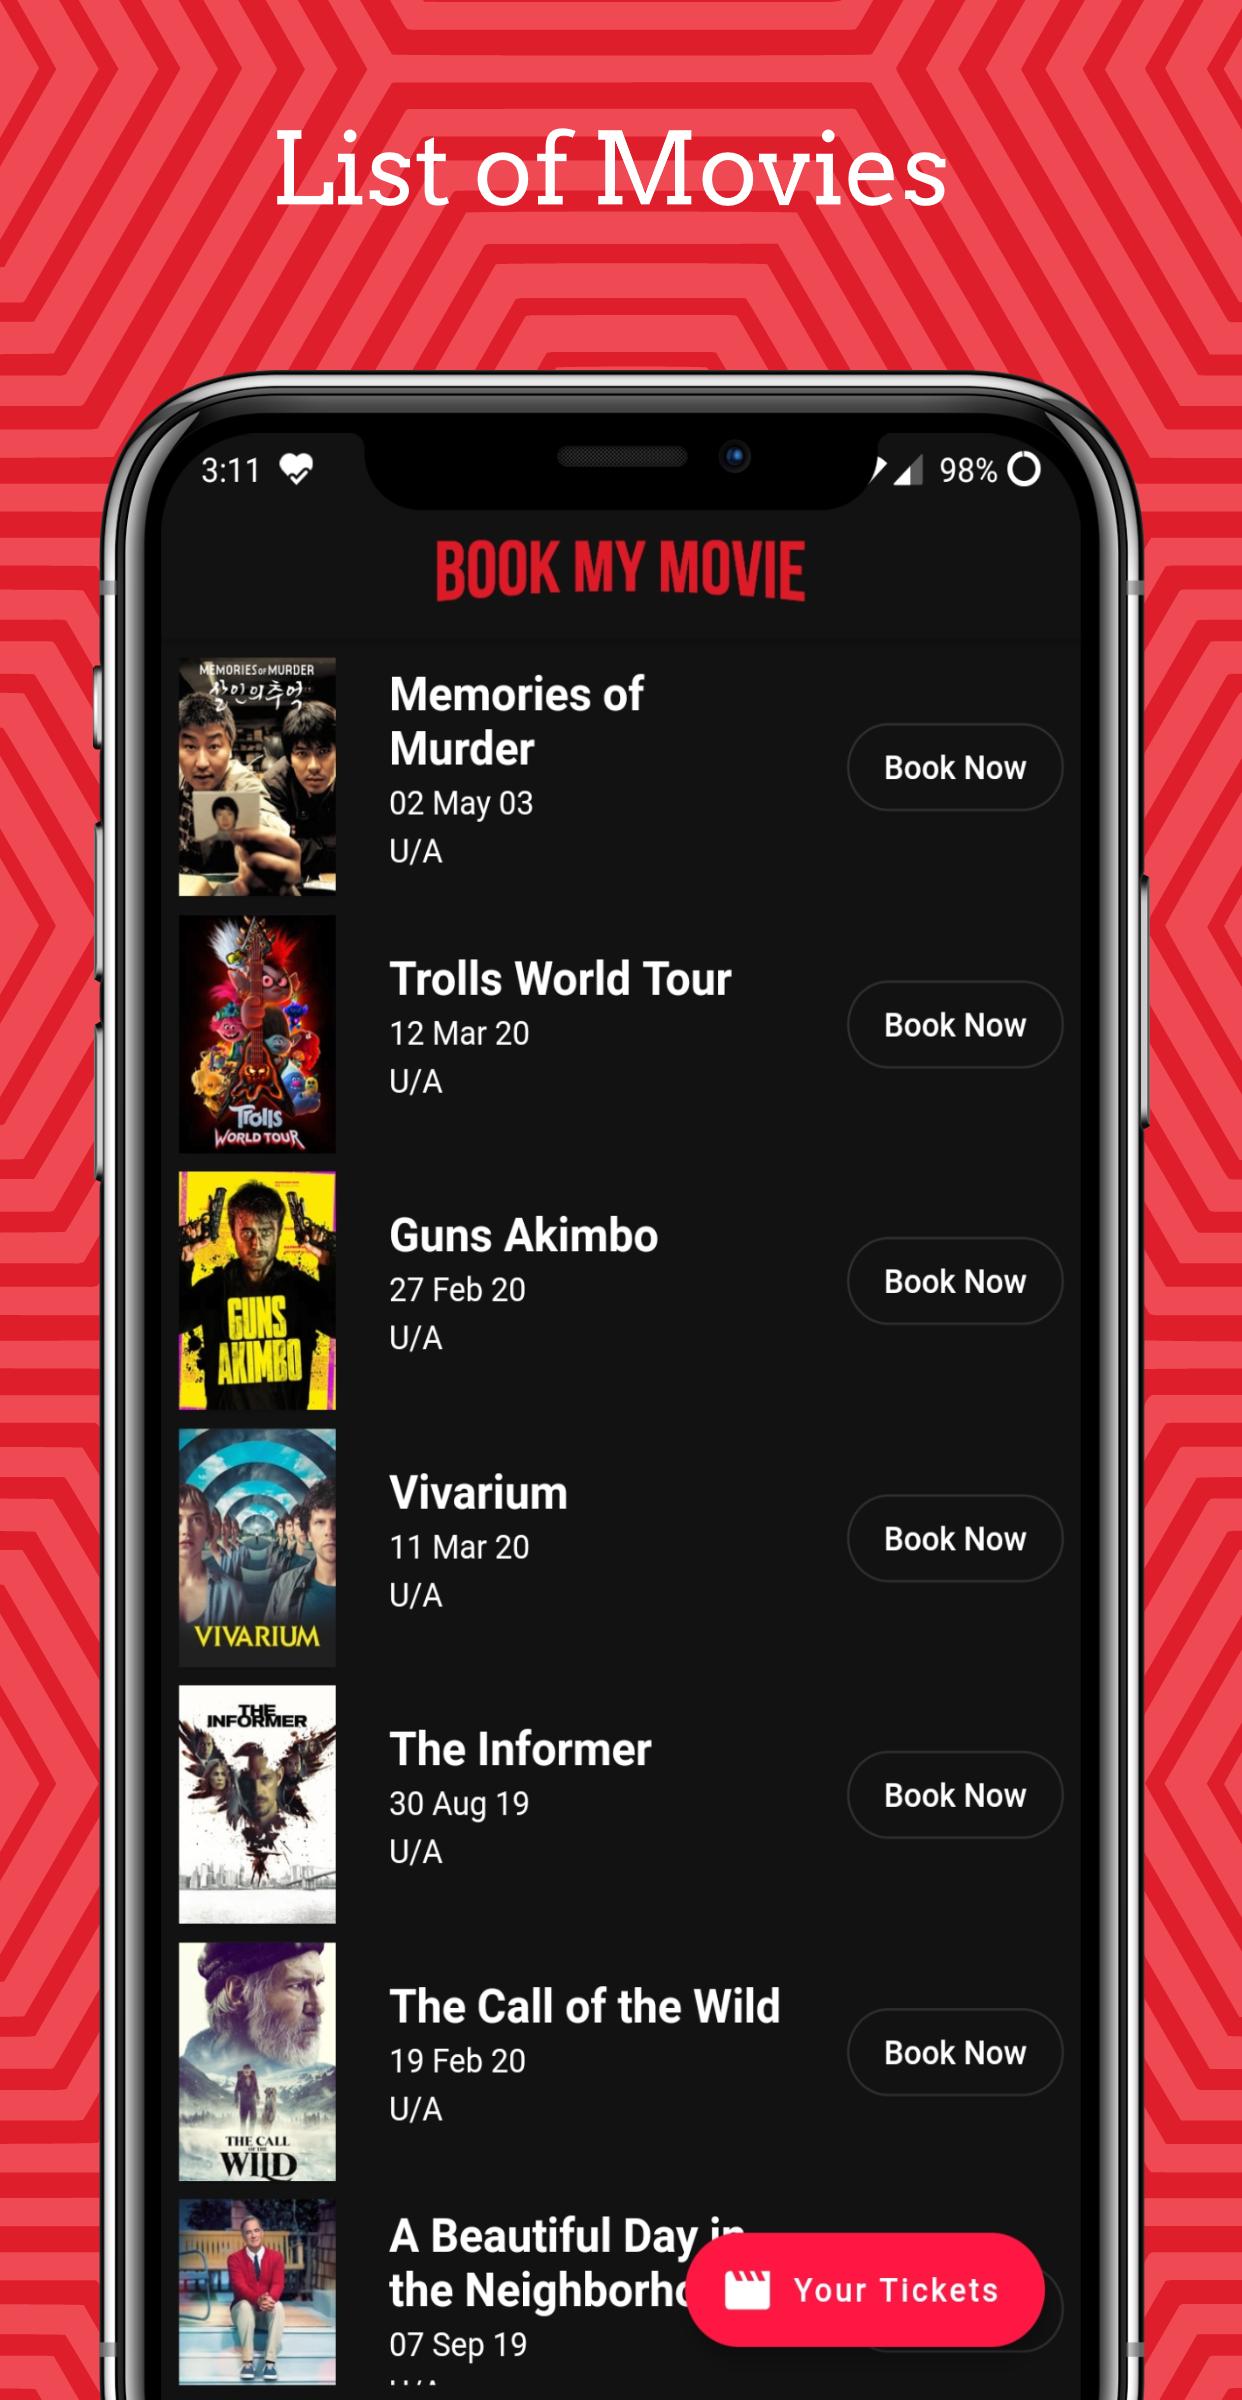 List of Movies
3:11
98%
BOOK MY MOVIE
MEMORIES OF MURDER
살인의추억
Memories of
Murder
02 May 03
U/A
Book Now
Trolls
WORLD TOUR
Trolls World Tour
12 Mar 20
U/A
Book Now
GUNS
AKIMBO
Guns Akimbo
27 Feb 20
U/A
Book Now
VIVARIUM
Vivarium
11 Mar 20
U/A
Book Now
THE
INFORMER
The Informer
30 Aug 19
U/A
Book Now
THE CALL
OF THE
WILD
The Call of the Wild
19 Feb 20
U/A
Book Now
A Beautiful Day in
the Neighborho
07 Sep 19
U/A
Your Tickets